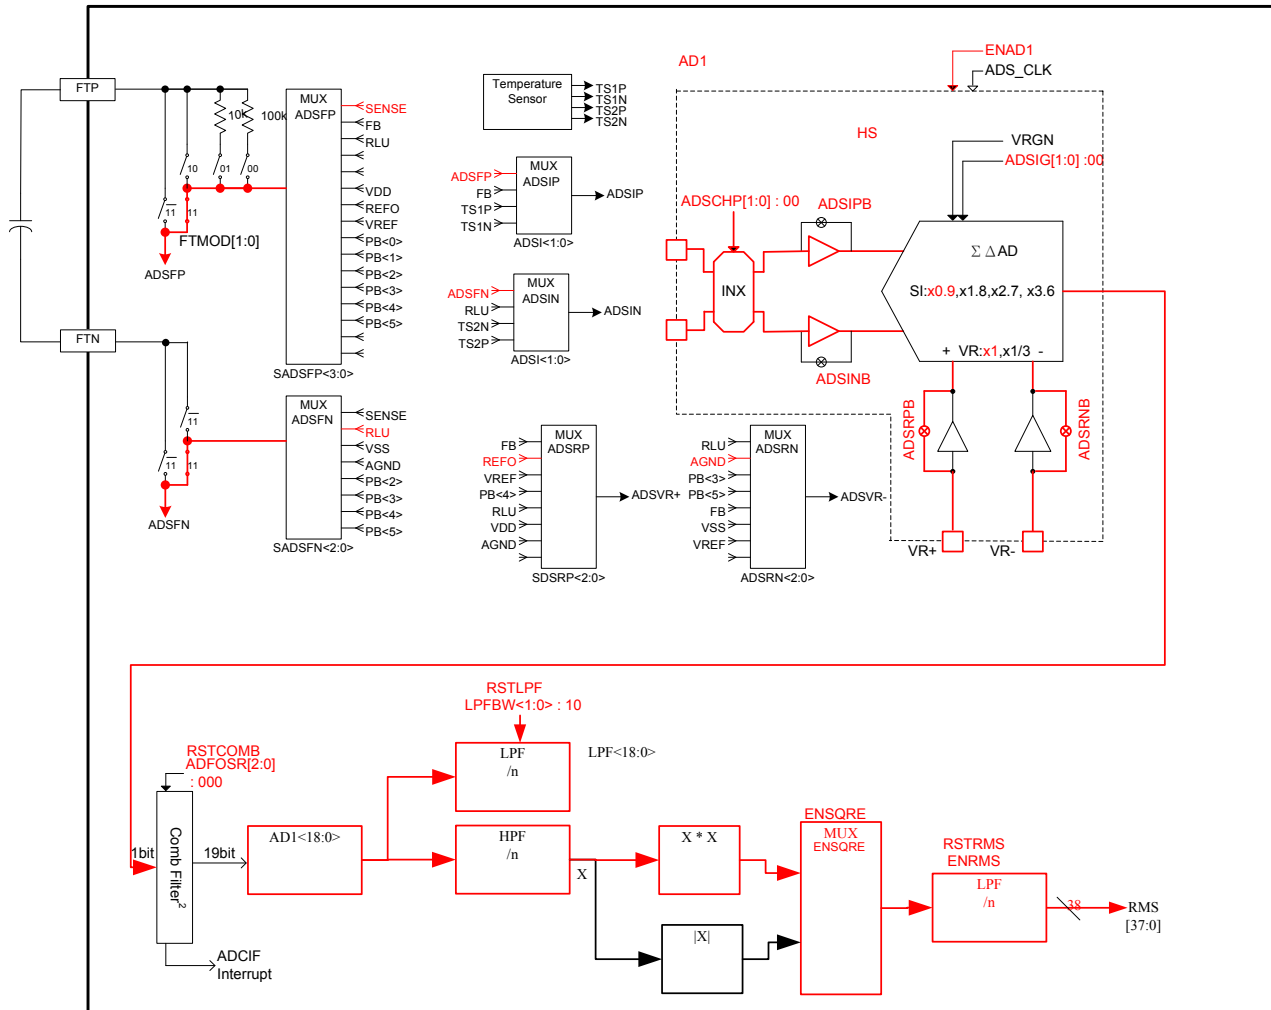 FTP
10k
100k
10
01
00
11
11
FTMOD[1:0]
ADSFP
MUX
ADSFP
SENSE
FB
RLU
VDD
REFO
VREF
PB<0>
PB<1>
PB<2>
PB<3>
PB<4>
PB<5>
SADSFP<3:0>
FTN
11
11
11
ADSFN
MUX
ADSFN
SENSE
RLU
VSS
AGND
PB<2>
PB<3>
PB<4>
PB<5>
SADSFN<2:0>
Temperature
Sensor
TS1P
TS1N
TS2P
TS2N
MUX
ADSIP
ADSFP
FB
TS1P
TS1N
ADSIP
ADSI<1:0>
MUX
ADSIN
ADSFN
RLU
TS2N
TS2P
ADSIN
ADSI<1:0>
MUX
ADSRP
FB
REFO
VREF
PB<4>
RLU
VDD
AGND
ADSVR+
SDSRP<2:0>
MUX
ADSRN
RLU
AGND
PB<3>
PB<5>
FB
VSS
VREF
ADSVR-
ADSRN<2:0>
AD1
ENAD1
ADS_CLK
HS
VRGN
ADSIG[1:0] :00
ADSCHP[1:0] : 00
INX
ADSIPB
ADSINB
Σ Δ AD
SI:x0.9,x1.8,x2.7, x3.6
+ VR:x1,x1/3 -
ADSRPB
ADSRNB
VR+
VR-
RSTCOMB
ADFOSR[2:0]
: 000
1bit
Comb Filter²
19bit
ADCIF
Interrupt
AD1<18:0>
RSTLPF
LPFBW<1:0> : 10
LPF
/n
LPF<18:0>
HPF
/n
X
X * X
|X|
ENSQRE
MUX
ENSQRE
RSTRMS
ENRMS
LPF
/n
38
RMS
[37:0]